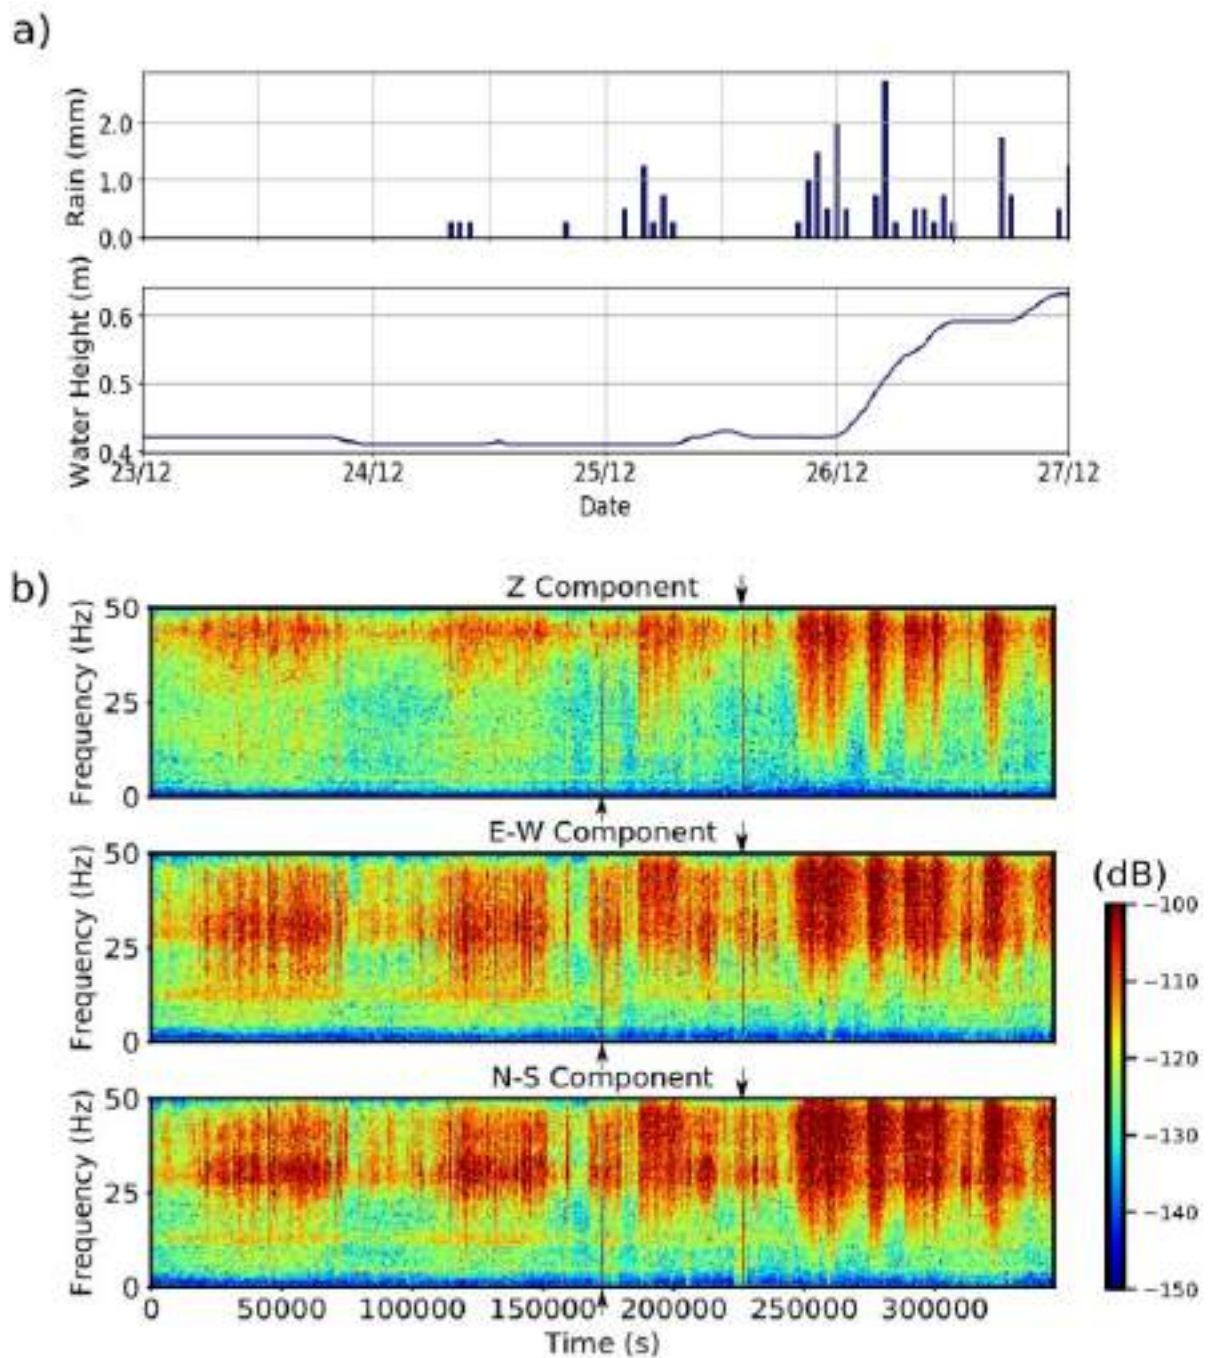 a)
Rain (mm)
2.0
1.0
0.0
Water Height (m)
0.6
0.5
0.4
23/12
24/12
25/12
26/12
27/12
Date
b)
Z Component
Frequency (Hz)
50
25
0
E-W Component
Frequency (Hz)
50
25
0
(dB)
−100
−110
−120
−130
−140
−150
N-S Component
Frequency (Hz)
50
25
0
0
50000
100000
150000
200000
250000
300000
Time (s)